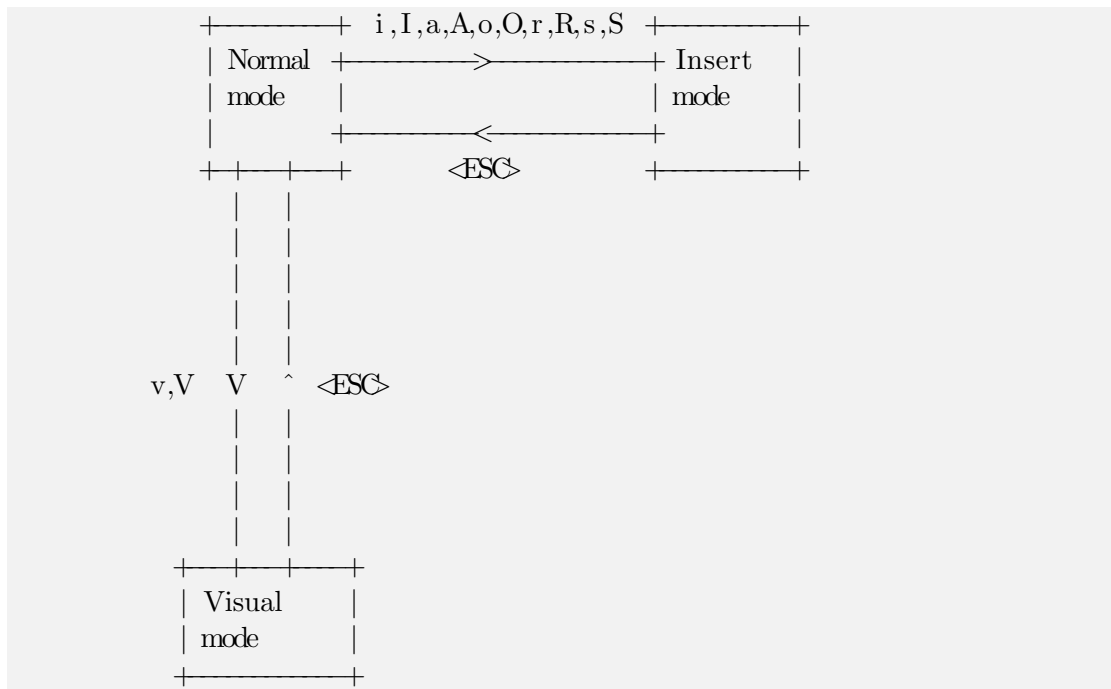 +---------+ i,I,a,A,o,O,r,R,s,S +----------+
| Normal +---------->-----------+ Insert |
| mode | | mode |
| +----------<-----------+ |
+-+---+---+ <ESC> +----------+
| |
| |
| |
| |
| |
v,V V ^ <ESC>
| |
| |
| |
| |
+---+---+----+
| Visual |
| mode |
+------------+